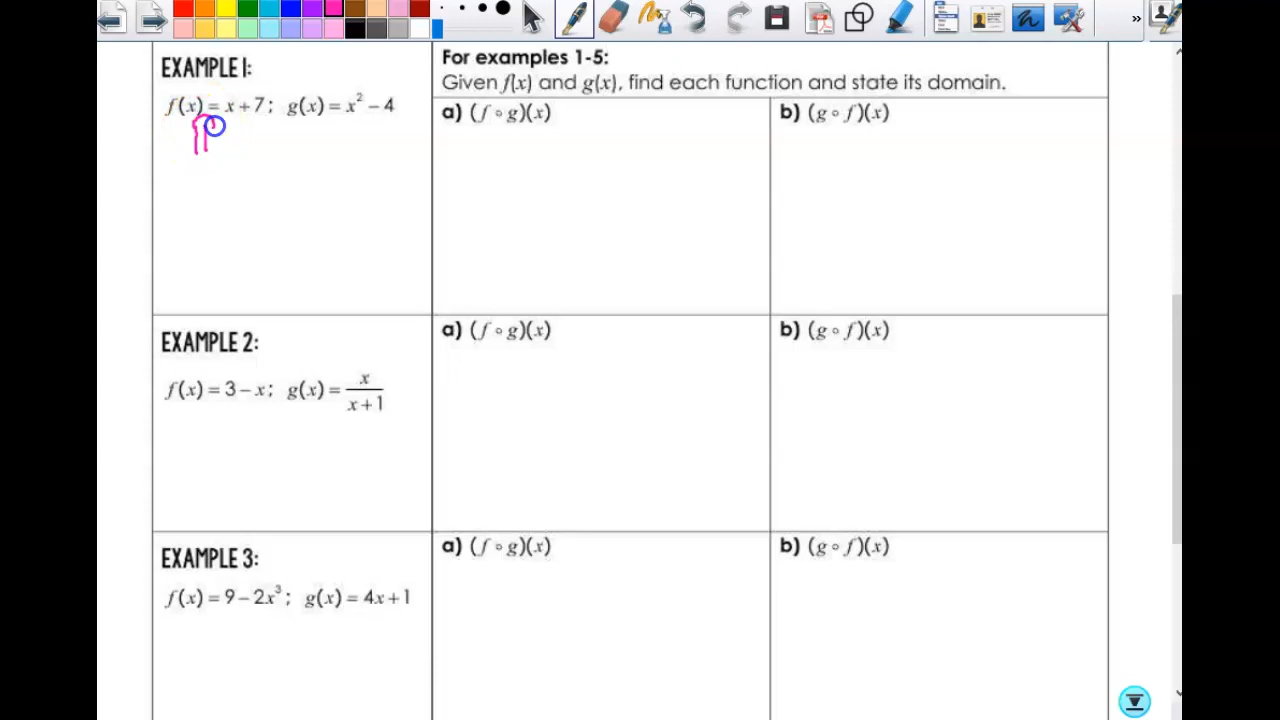 EXAMPLE 1:
f(x) = x + 7; g(x) = x² − 4
For examples 1-5:
Given f(x) and g(x), find each function and state its domain.
a) (f ∘ g)(x)
b) (g ∘ f)(x)
EXAMPLE 2:
f(x) = 3 − x; g(x) = x/(x + 1)
a) (f ∘ g)(x)
b) (g ∘ f)(x)
EXAMPLE 3:
f(x) = 9 − 2x³; g(x) = 4x + 1
a) (f ∘ g)(x)
b) (g ∘ f)(x)